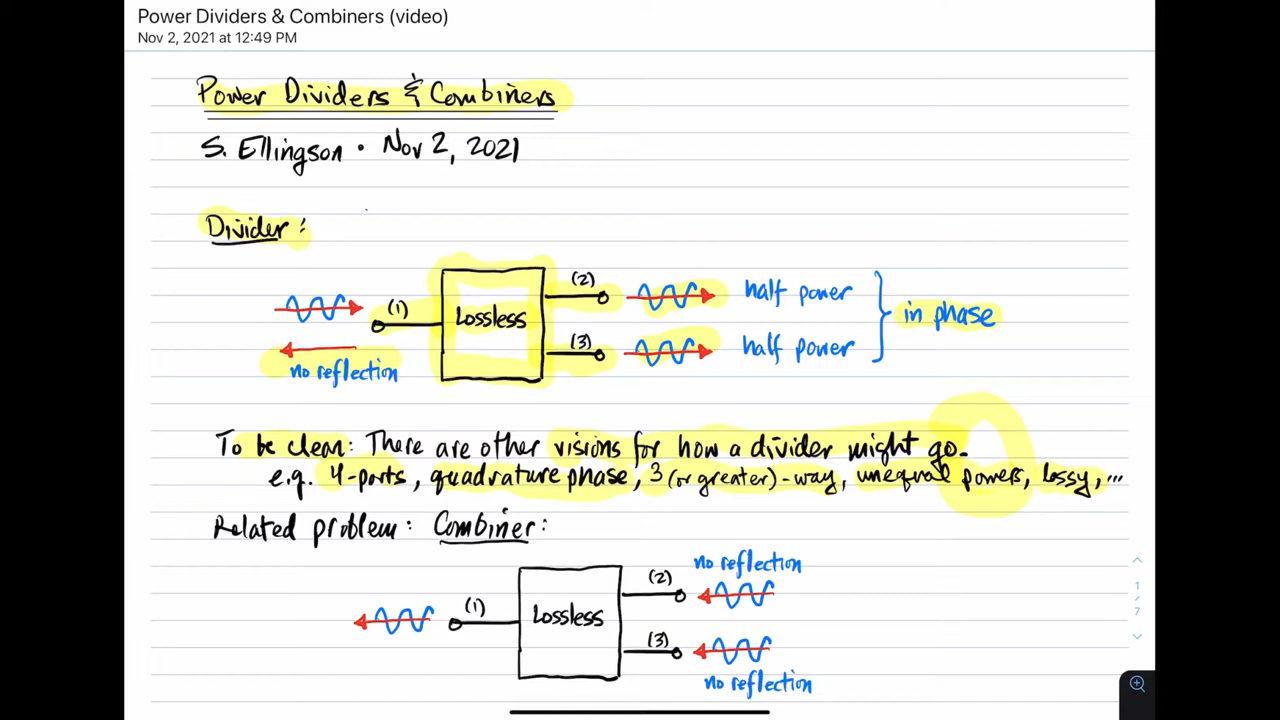 Power Dividers & Combiners (video)
Nov 2, 2021 at 12:49 PM
Power Dividers & Combiners
S. Ellingson • Nov 2, 2021
Divider:
(1)
no reflection
Lossless
(2)
half power
(3)
half power
in phase
To be clear: There are other visions for how a divider might go.
e.g. 4-ports, quadrature phase, 3 (or greater)-way, unequal powers, lossy, ...
Related problem: Combiner:
(1)
Lossless
(2)
no reflection
(3)
no reflection
1
/
7